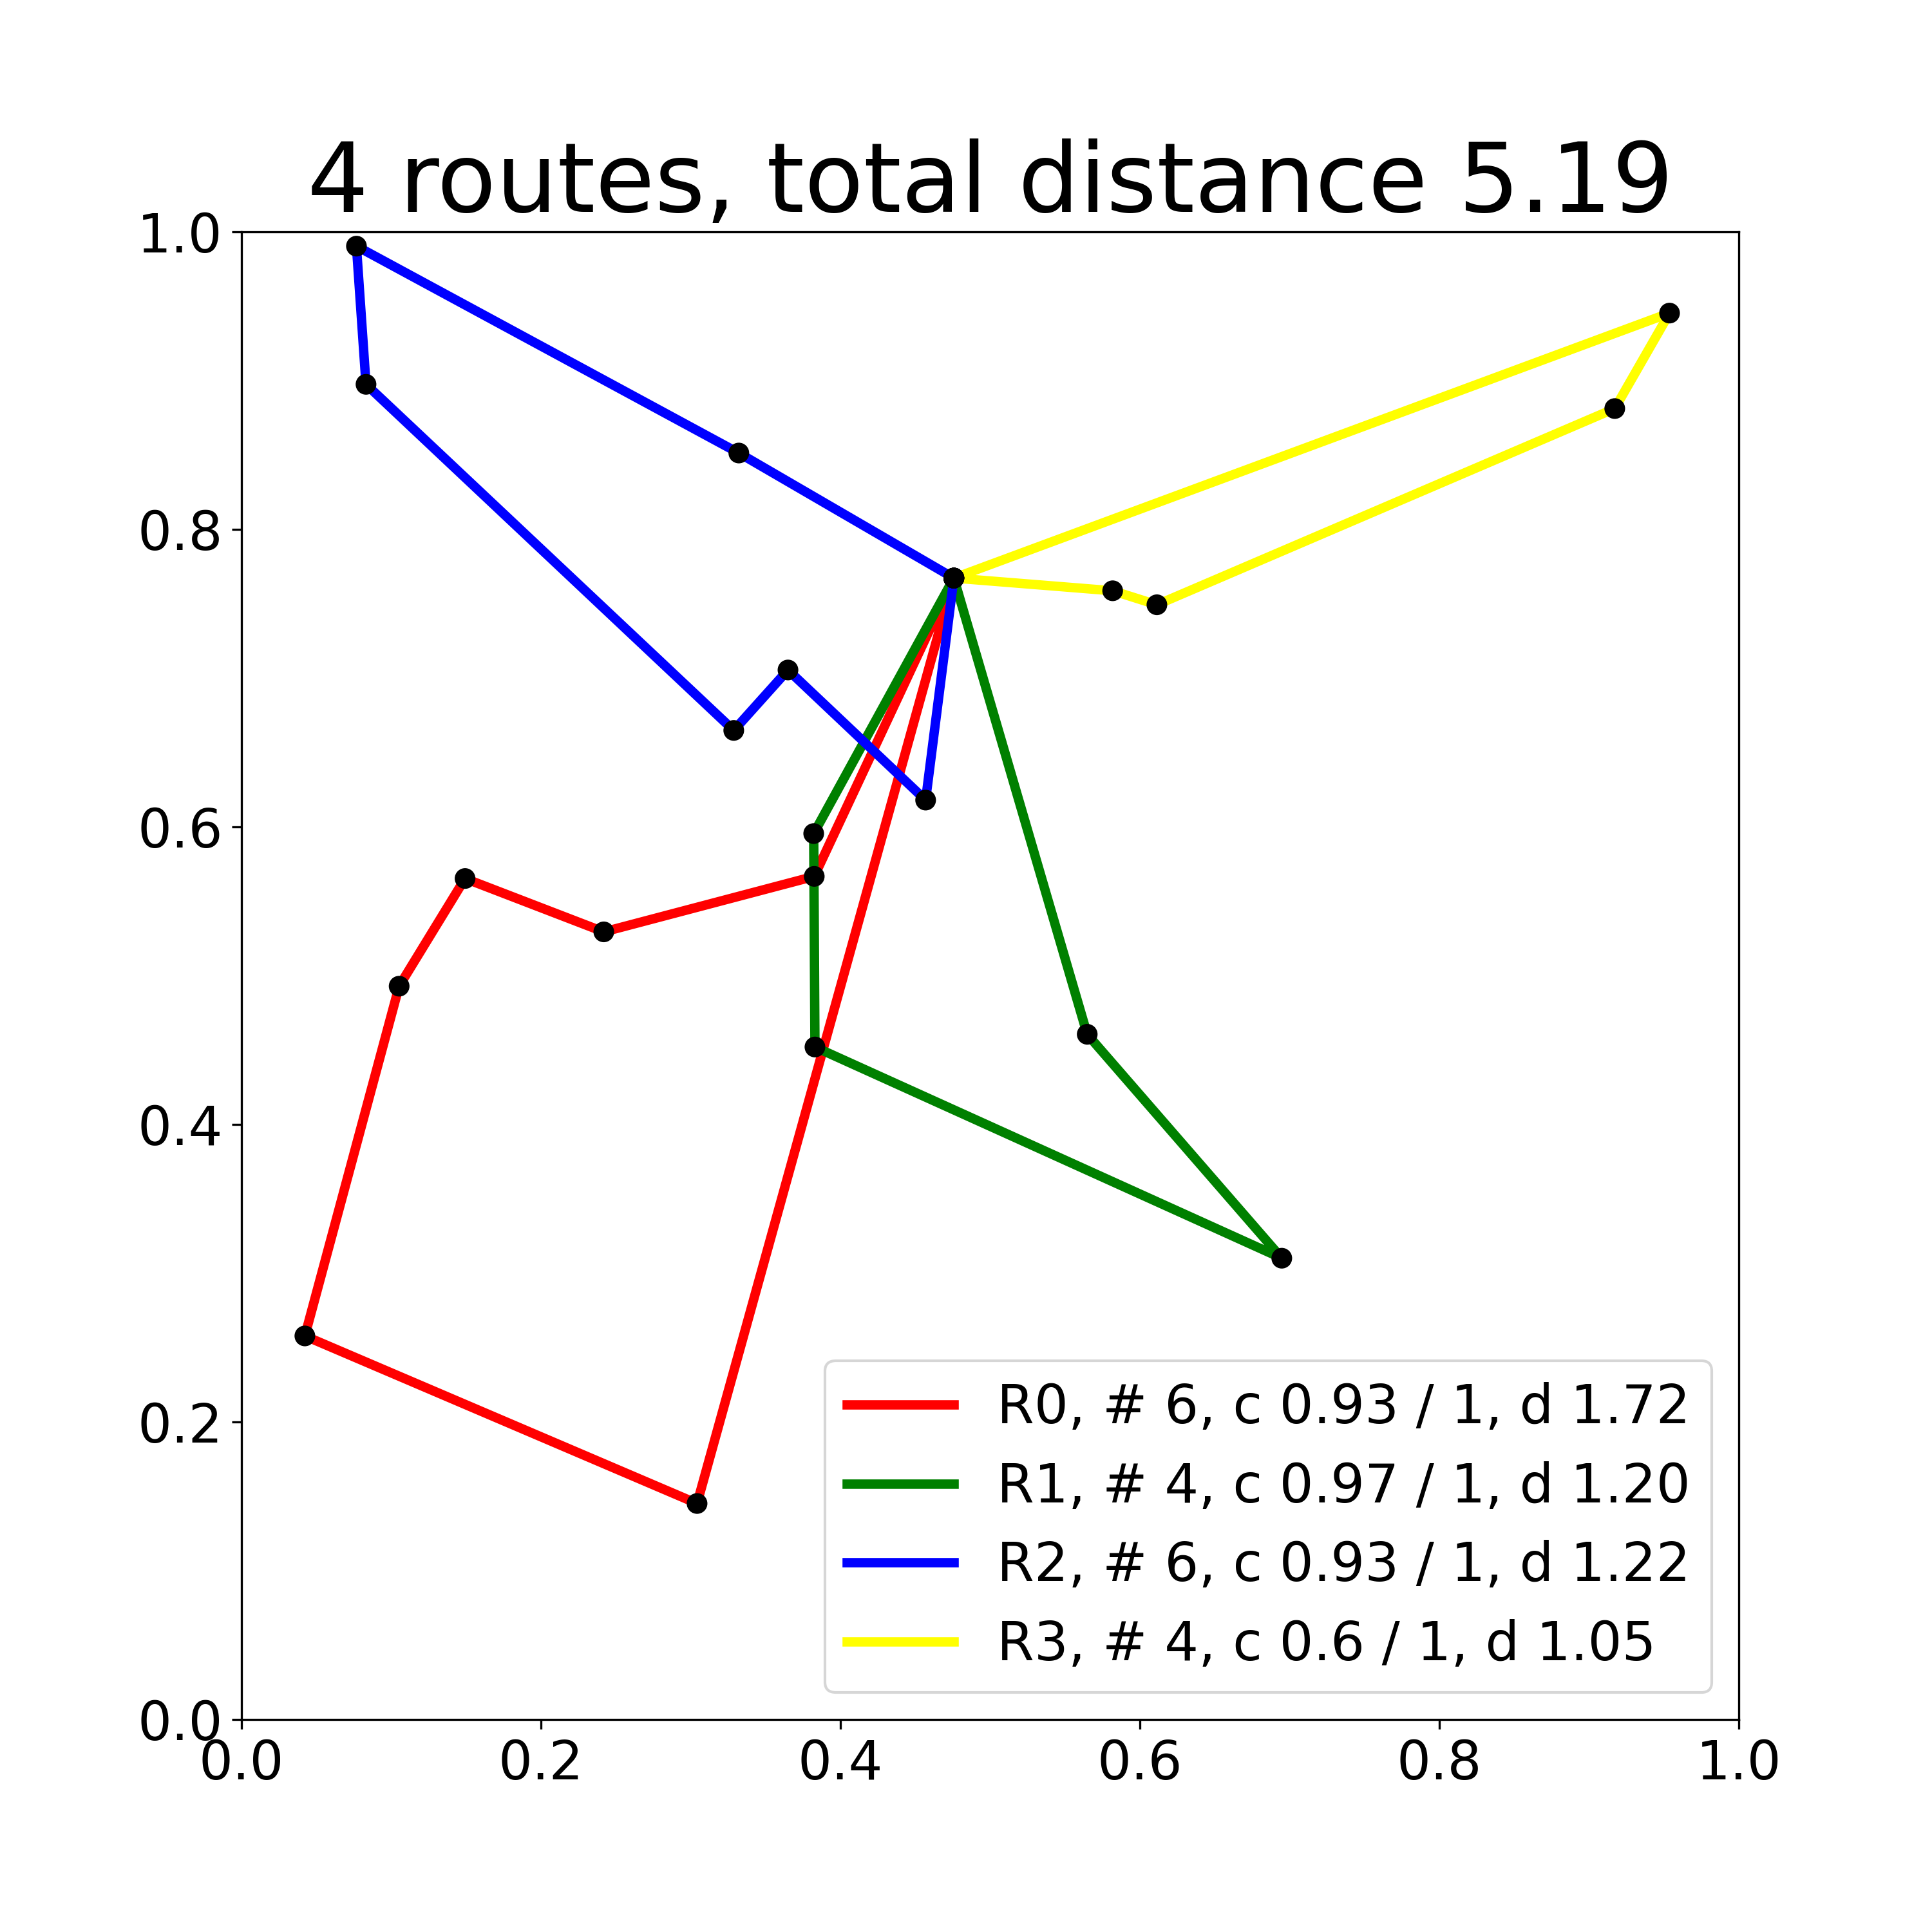 4 routes, total distance 5.19
1.0
0.8
0.6
0.4
0.2
0.0
0.0 0.2 0.4 0.6 0.8 1.0
R0, # 6, c 0.93 / 1, d 1.72
R1, # 4, c 0.97 / 1, d 1.20
R2, # 6, c 0.93 / 1, d 1.22
R3, # 4, c 0.6 / 1, d 1.05